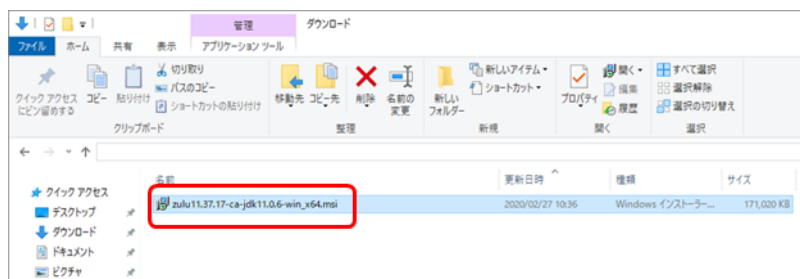 管理
ダウンロード
ファイル
ホーム
共有
表示
アプリケーション ツール
クイック アクセス
にピン留めする
コピー
貼り付け
切り取り
パスのコピー
ショートカットの貼り付け
クリップボード
移動先
コピー先
削除
名前の
変更
整理
新しい
フォルダー
新しいアイテム
ショートカット
新規
プロパティ
開く
編集
履歴
開く
すべて選択
選択解除
選択の切り替え
選択
名前
更新日時
種類
サイズ
クイック アクセス
デスクトップ
ダウンロード
ドキュメント
ピクチャ
zulu11.37.17-ca-jdk11.0.6-win_x64.msi
2020/02/27 10:36
Windows インストーラー...
171,020 KB